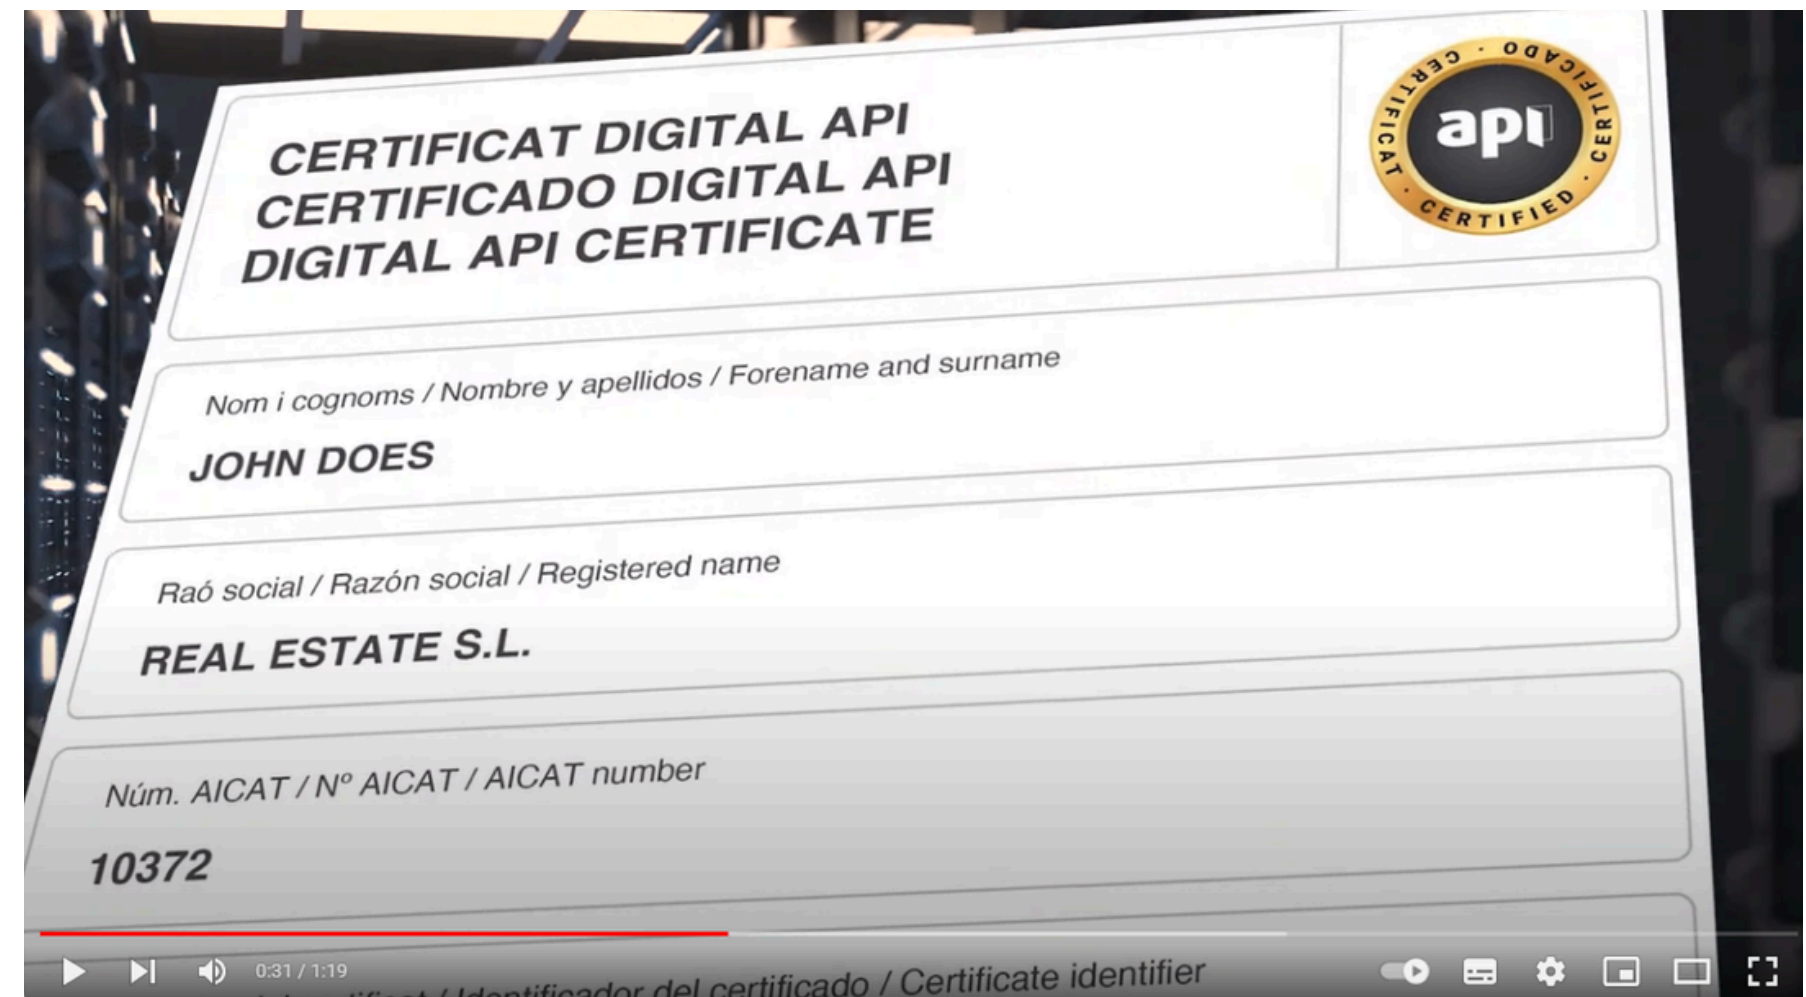 CERTIFICAT DIGITAL API
CERTIFICADO DIGITAL API
DIGITAL API CERTIFICATE
CERTIFICAT · CERTIFICADO · CERTIFIED ·
api
Nom i cognoms / Nombre y apellidos / Forename and surname
JOHN DOES
Raó social / Razón social / Registered name
REAL ESTATE S.L.
Núm. AICAT / Nº AICAT / AICAT number
10372
/ Identificador del certificado / Certificate identifier
0:31 / 1:19